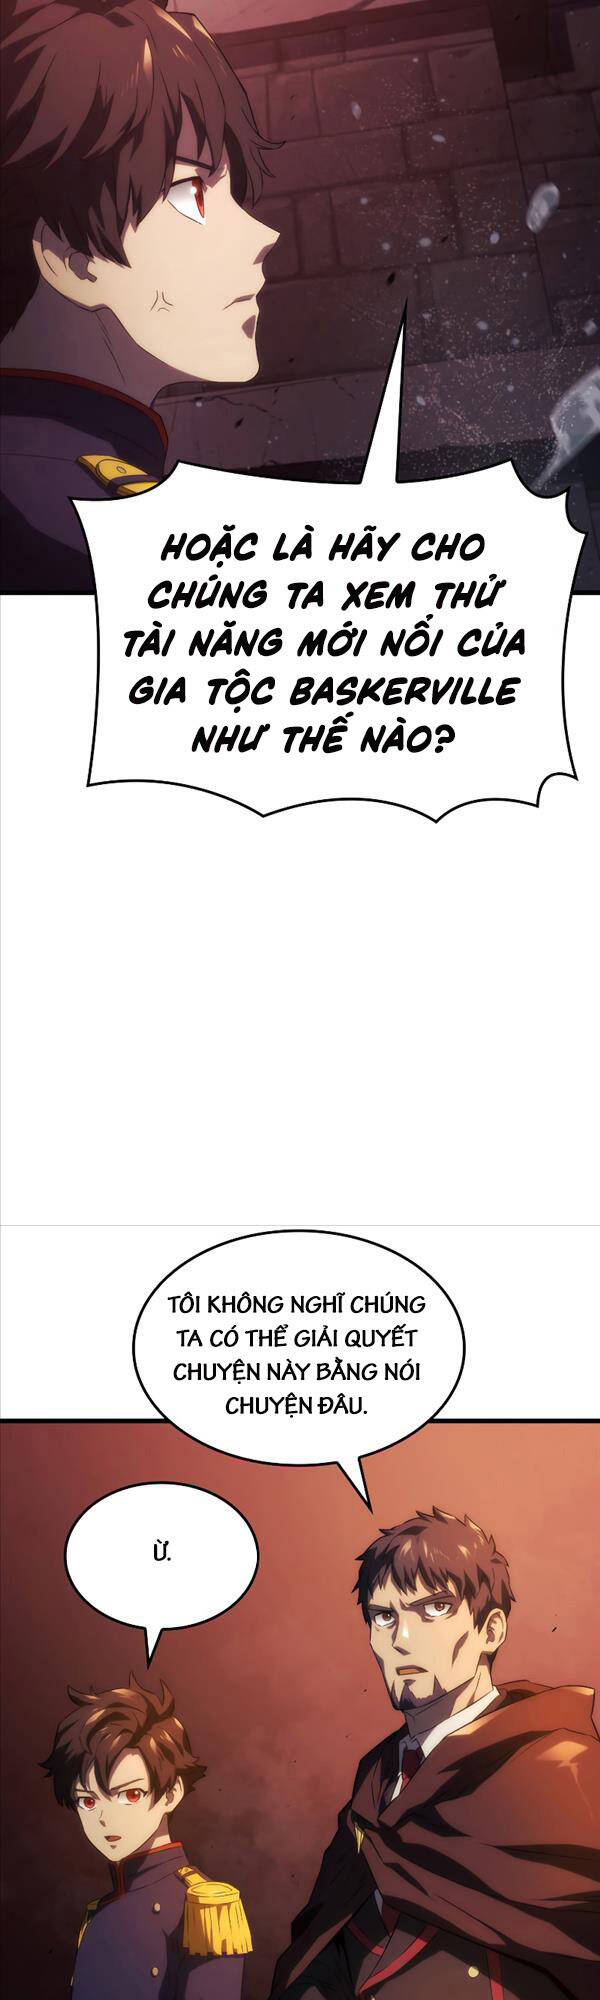 HOẶC LÀ HÃY CHO
CHÚNG TA XEM THỬ
TÀI NĂNG MỚI NỔI CỦA
GIA TỘC BASKERVILLE
NHƯ THẾ NÀO?
TÔI KHÔNG NGHĨ CHÚNG
TA CÓ THỂ GIẢI QUYẾT
CHUYỆN NÀY BẰNG NÓI
CHUYỆN ĐÂU.
Ừ.